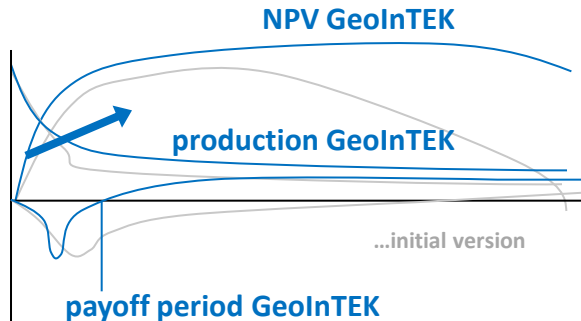 NPV GeoInTEK
production GeoInTEK
...initial version
payoff period GeoInTEK